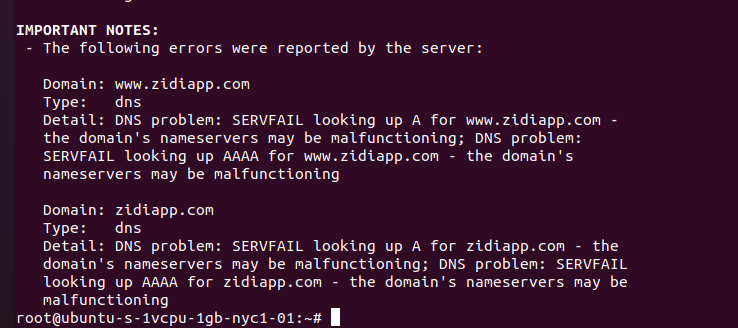 IMPORTANT NOTES:
- The following errors were reported by the server:
Domain: www.zidiapp.com
Type: dns
Detail: DNS problem: SERVFAIL looking up A for www.zidiapp.com -
the domain's nameservers may be malfunctioning; DNS problem:
SERVFAIL looking up AAAA for www.zidiapp.com - the domain's
nameservers may be malfunctioning
Domain: zidiapp.com
Type: dns
Detail: DNS problem: SERVFAIL looking up A for zidiapp.com - the
domain's nameservers may be malfunctioning; DNS problem: SERVFAIL
looking up AAAA for zidiapp.com - the domain's nameservers may be
malfunctioning
root@ubuntu-s-1vcpu-1gb-nyc1-01:~#